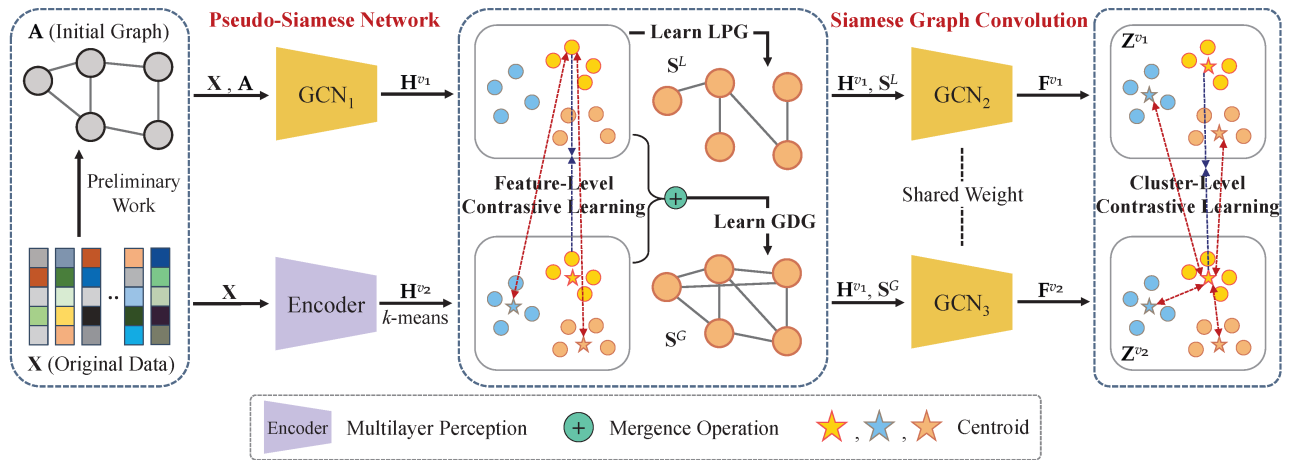 A (Initial Graph)
Preliminary
Work
X (Original Data)
Pseudo-Siamese Network
X , A
GCN₁
Hᵛ¹
X
Encoder
Hᵛ²
k-means
Learn LPG
Sᴸ
Feature-Level
Contrastive Learning
+
Learn GDG
Sᴳ
Siamese Graph Convolution
Hᵛ¹, Sᴸ
GCN₂
Fᵛ¹
Shared Weight
Hᵛ¹, Sᴳ
GCN₃
Fᵛ²
Zᵛ¹
Cluster-Level
Contrastive Learning
Zᵛ²
Encoder Multilayer Perception + Mergence Operation , , Centroid